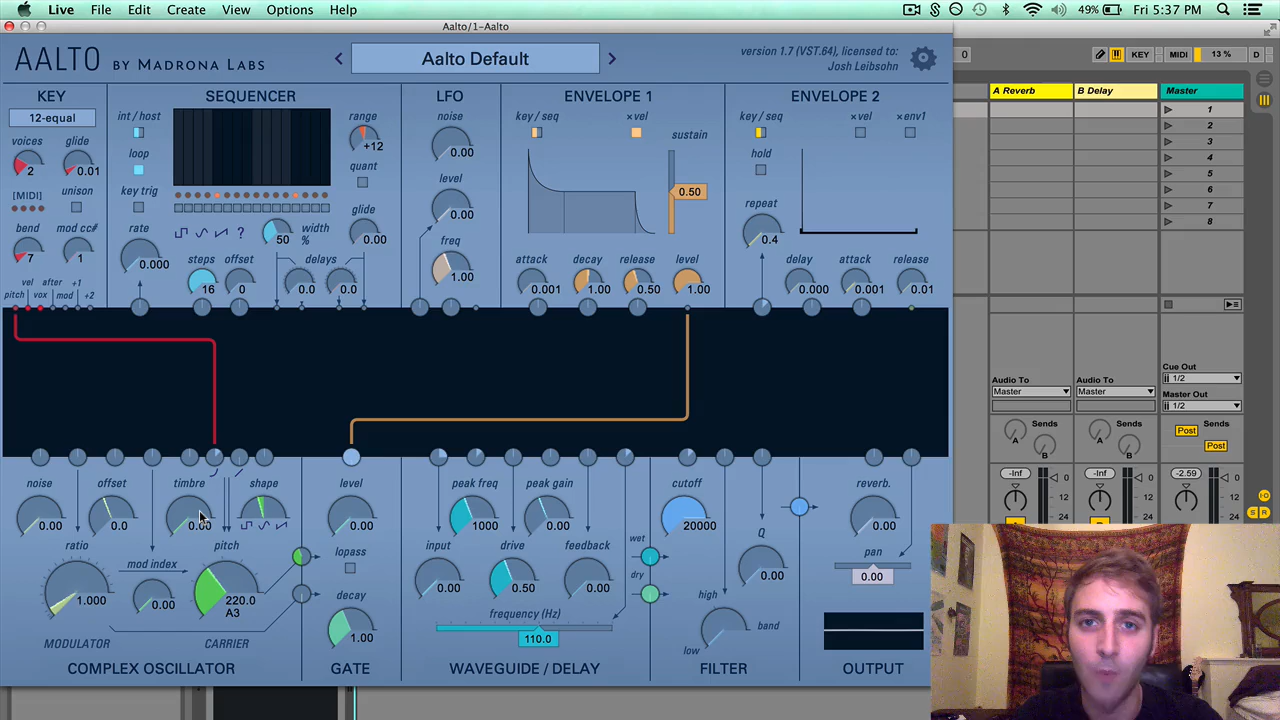 Live File Edit Create View Options Help 49% Fri 5:37 PM
Aalto/1-Aalto
AALTO BY MADRONA LABS
Aalto Default
version 1.7 (VST.64), licensed to:
Josh Leibsohn
KEY MIDI 13 % D
KEY SEQUENCER LFO ENVELOPE 1 ENVELOPE 2
A Reverb B Delay Master
12-equal int/host range noise key/seq ×vel sustain key/seq ×vel ×env1
1
2
3
4
5
6
7
8
voices glide loop +12 0.00 hold
2 0.01 quant level 0.50
[MIDI] unison key trig 0.00 repeat
bend mod cc# rate 50 width % glide 0.00 freq 0.4
7 1 0.000 steps offset delays attack decay release level delay attack release
vel after +1 16 0 0.0 0.0 1.00 0.001 1.00 0.50 1.00 0.000 0.001 0.01
pitch vox mod +2
Cue Out
1/2
Audio To Audio To Master Out
Master Master 1/2
Sends Sends Post Sends
A B A B Post
-Inf -Inf -2.59
noise offset timbre shape level peak freq peak gain cutoff reverb.
0.00 0.0 0.00 0.00 1000 0.00 20000 0.00
ratio mod index pitch lopass input drive feedback wet Q pan
1.000 0.00 220.0 decay 0.00 0.50 0.00 dry 0.00 0.00
A3 1.00 frequency (Hz) high band
MODULATOR CARRIER 110.0 low
COMPLEX OSCILLATOR GATE WAVEGUIDE / DELAY FILTER OUTPUT
S R